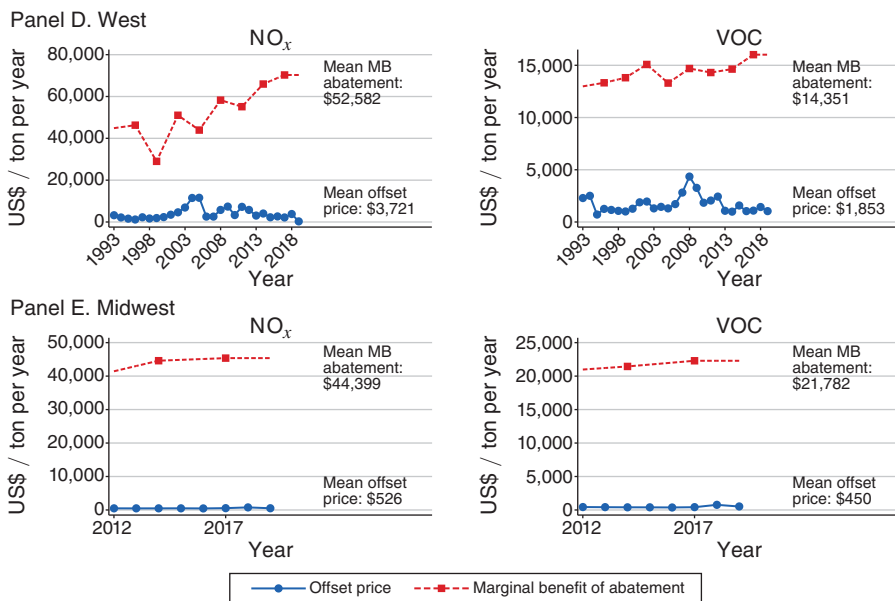 Panel D. West
NOx
US$ / ton per year
80,000
60,000
40,000
20,000
0
Mean MB
abatement:
$52,582
Mean offset
price: $3,721
1993
1998
2003
2008
2013
2018
Year
VOC
US$ / ton per year
15,000
10,000
5,000
0
Mean MB
abatement:
$14,351
Mean offset
price: $1,853
1993
1998
2003
2008
2013
2018
Year
Panel E. Midwest
NOx
US$ / ton per year
50,000
40,000
30,000
20,000
10,000
0
Mean MB
abatement:
$44,399
Mean offset
price: $526
2012
2017
Year
VOC
US$ / ton per year
25,000
20,000
15,000
10,000
5,000
0
Mean MB
abatement:
$21,782
Mean offset
price: $450
2012
2017
Year
Offset price
Marginal benefit of abatement